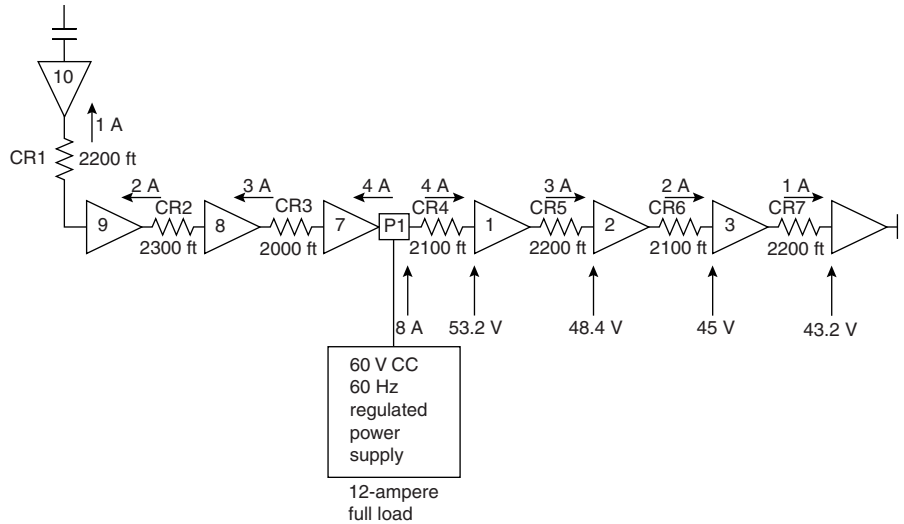 10
1 A
CR1
2200 ft
2 A
3 A
4 A
4 A
3 A
2 A
1 A
CR2
CR3
CR4
CR5
CR6
CR7
9
8
7
P1
1
2
3
2300 ft
2000 ft
2100 ft
2200 ft
2100 ft
2200 ft
8 A
53.2 V
48.4 V
45 V
43.2 V
60 V CC
60 Hz
regulated
power
supply
12-ampere
full load